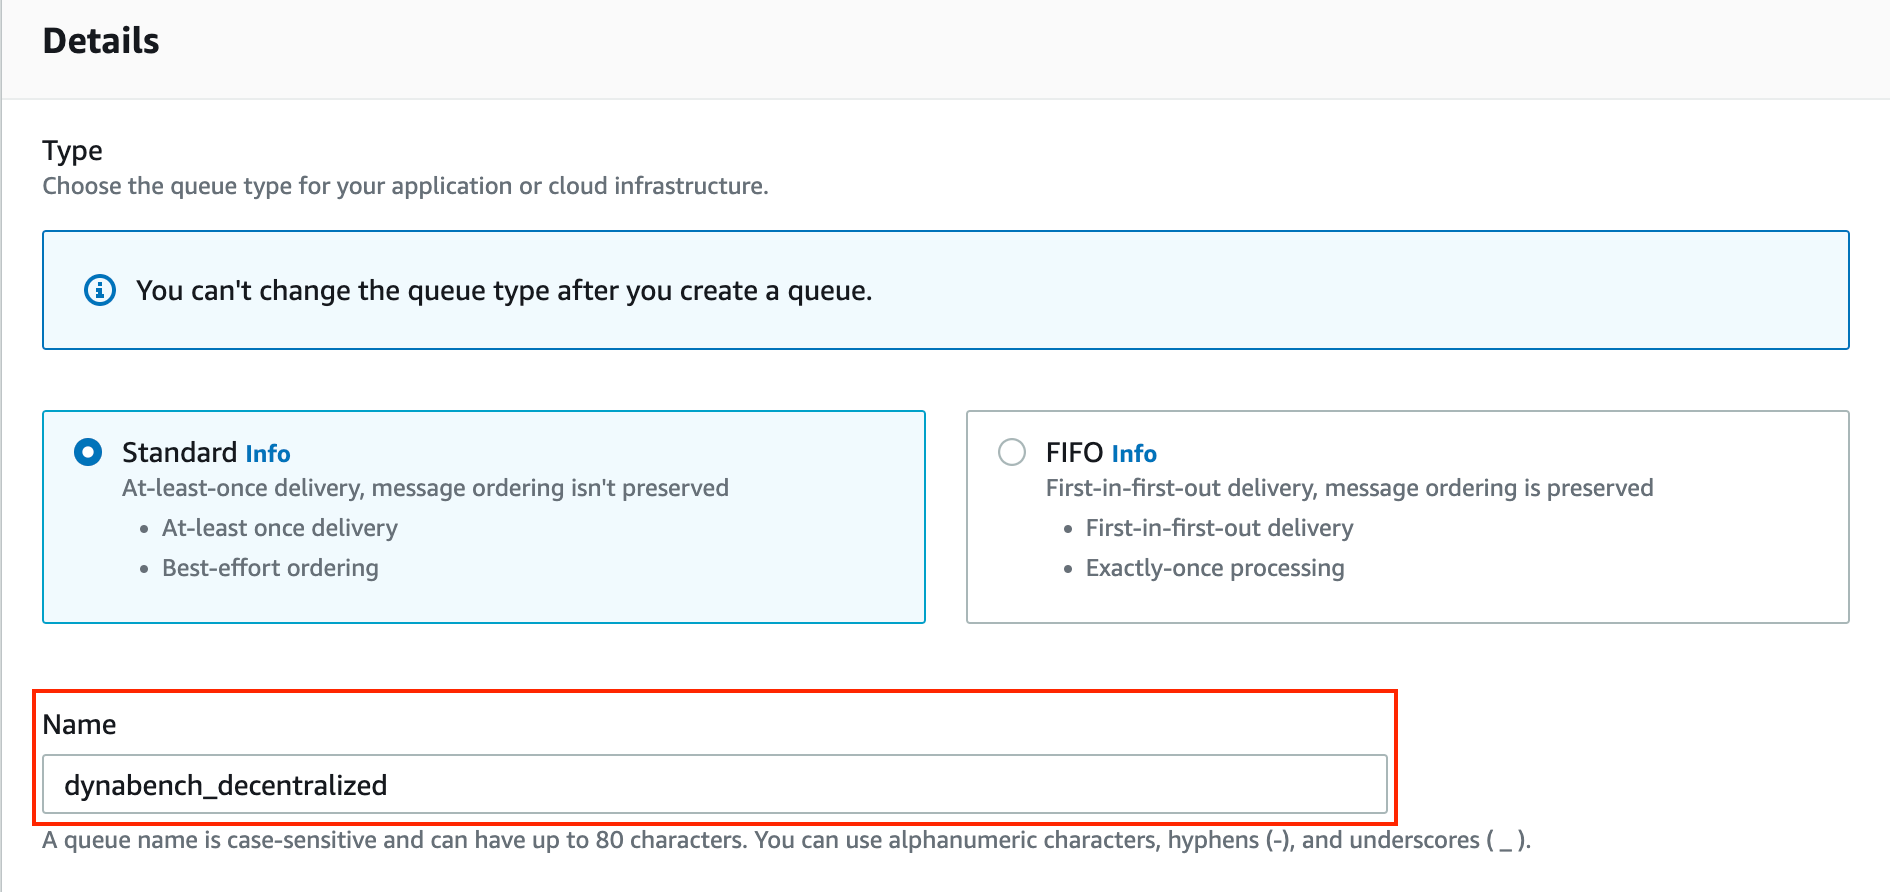 Details
Type
Choose the queue type for your application or cloud infrastructure.
You can't change the queue type after you create a queue.
Standard Info
At-least-once delivery, message ordering isn't preserved
• At-least once delivery
• Best-effort ordering
FIFO Info
First-in-first-out delivery, message ordering is preserved
• First-in-first-out delivery
• Exactly-once processing
Name
dynabench_decentralized
A queue name is case-sensitive and can have up to 80 characters. You can use alphanumeric characters, hyphens (-), and underscores ( _ ).